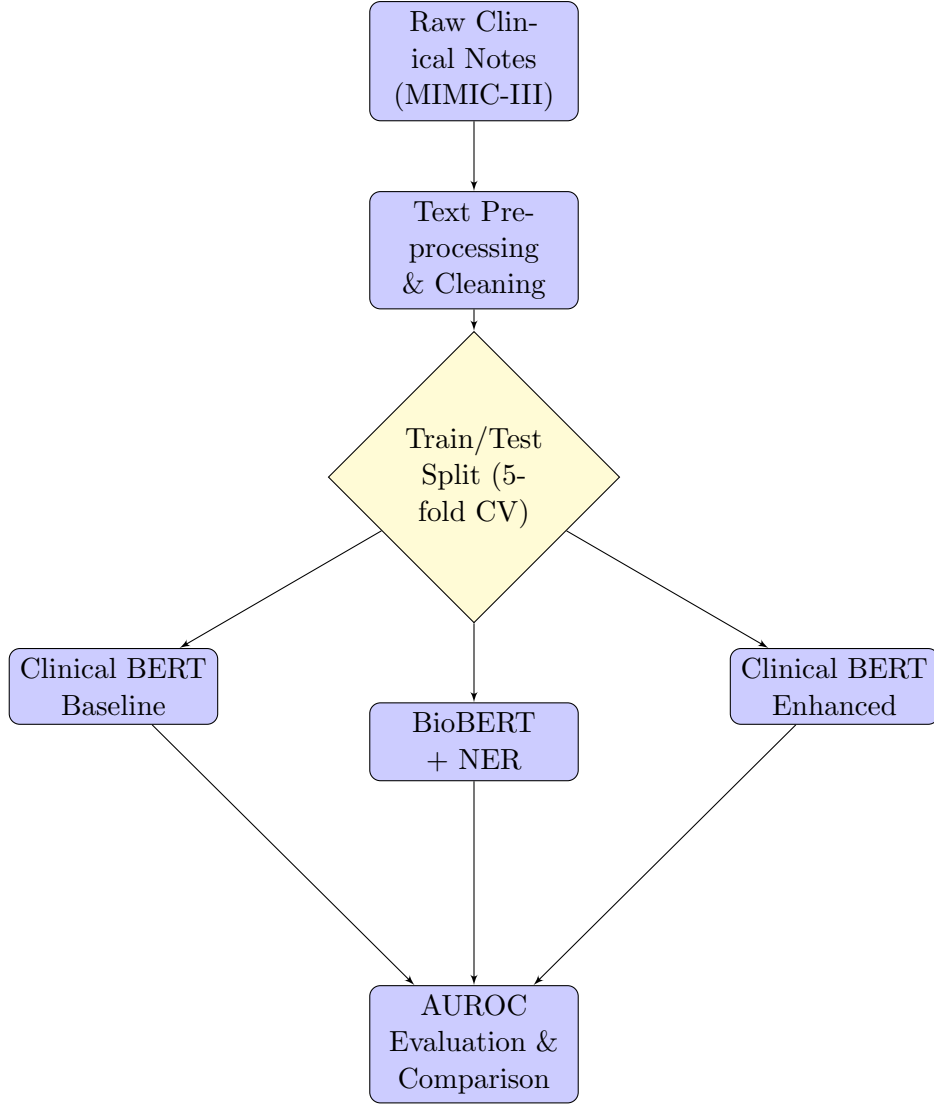 Raw Clin-
ical Notes
(MIMIC-III)
Text Pre-
processing
& Cleaning
Train/Test
Split (5-
fold CV)
Clinical BERT
Baseline
BioBERT
+ NER
Clinical BERT
Enhanced
AUROC
Evaluation &
Comparison